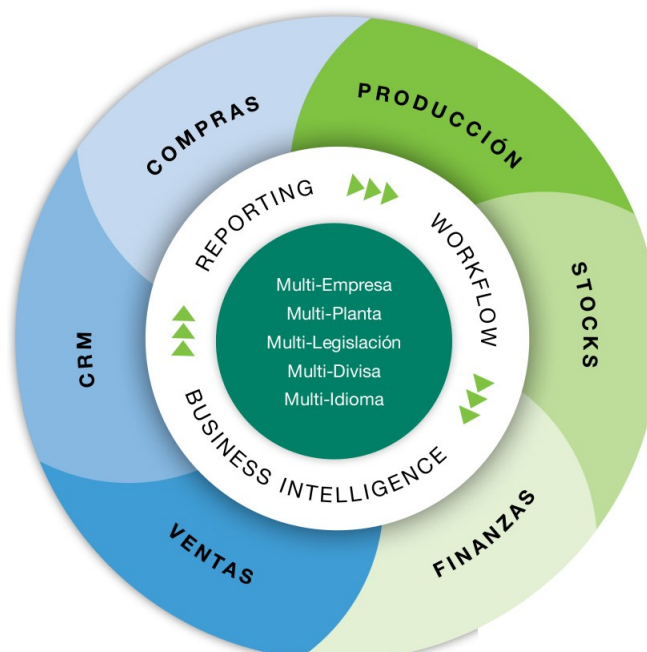 COMPRAS
PRODUCCIÓN
STOCKS
FINANZAS
VENTAS
CRM
REPORTING
WORKFLOW
BUSINESS INTELLIGENCE
Multi-Empresa
Multi-Planta
Multi-Legislación
Multi-Divisa
Multi-Idioma